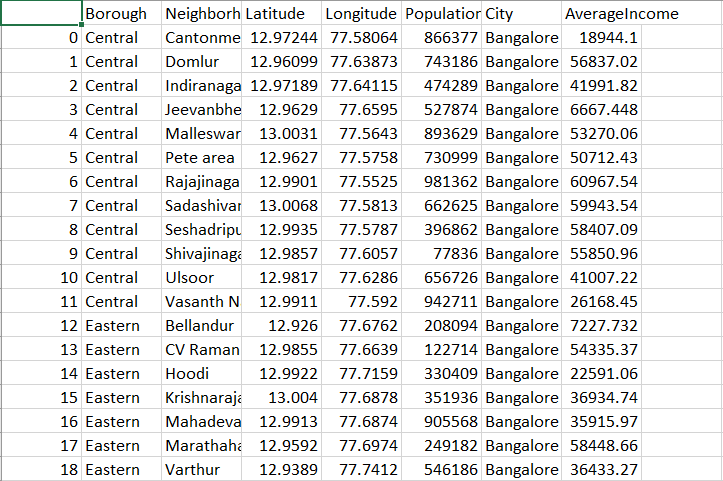 Borough Neighborh Latitude Longitude Population City AverageIncome
0 Central Cantonme 12.97244 77.58064 866377 Bangalore 18944.1
1 Central Domlur 12.96099 77.63873 743186 Bangalore 56837.02
2 Central Indiranaga 12.97189 77.64115 474289 Bangalore 41991.82
3 Central Jeevanbhe 12.9629 77.6595 527874 Bangalore 6667.448
4 Central Malleswar 13.0031 77.5643 893629 Bangalore 53270.06
5 Central Pete area 12.9627 77.5758 730999 Bangalore 50712.43
6 Central Rajajinaga 12.9901 77.5525 981362 Bangalore 60967.54
7 Central Sadashivar 13.0068 77.5813 662625 Bangalore 59943.54
8 Central Seshadripu 12.9935 77.5787 396862 Bangalore 58407.09
9 Central Shivajinaga 12.9857 77.6057 77836 Bangalore 55850.96
10 Central Ulsoor 12.9817 77.6286 656726 Bangalore 41007.22
11 Central Vasanth N 12.9911 77.592 942711 Bangalore 26168.45
12 Eastern Bellandur 12.926 77.6762 208094 Bangalore 7227.732
13 Eastern CV Raman 12.9855 77.6639 122714 Bangalore 54335.37
14 Eastern Hoodi 12.9922 77.7159 330409 Bangalore 22591.06
15 Eastern Krishnaraja 13.004 77.6878 351936 Bangalore 36934.74
16 Eastern Mahadeva 12.9913 77.6874 905568 Bangalore 35915.97
17 Eastern Marathaha 12.9592 77.6974 249182 Bangalore 58448.66
18 Eastern Varthur 12.9389 77.7412 546186 Bangalore 36433.27